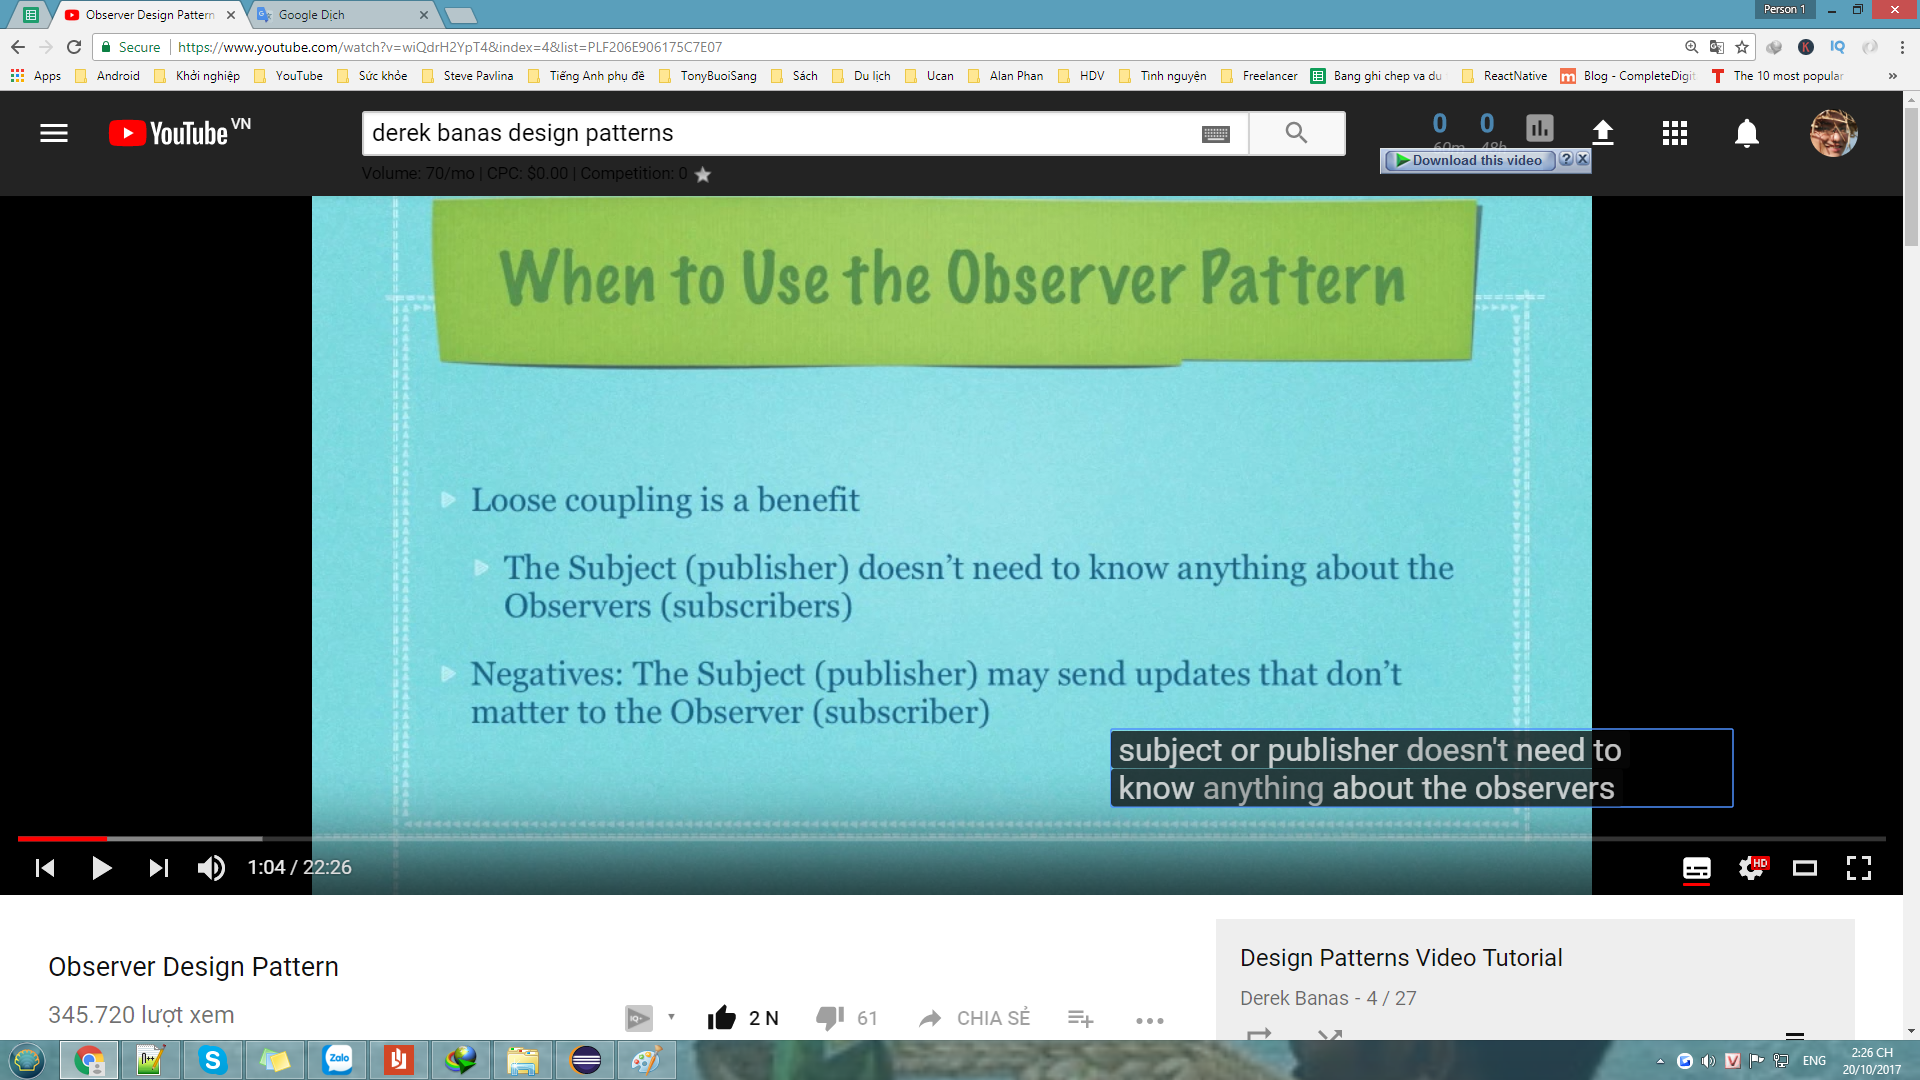 Observer Design Pattern
Google Dịch
Person 1
Secure
https://www.youtube.com/watch?v=wiQdrH2YpT4&index=4&list=PLF206E906175C7E07
Apps
Android
Khởi nghiệp
YouTube
Sức khỏe
Steve Pavlina
Tiếng Anh phụ đề
TonyBuoiSang
Sách
Du lịch
Ucan
Alan Phan
HDV
Tình nguyện
Freelancer
Bang ghi chep va du
ReactNative
Blog - CompleteDigit
The 10 most popular
YouTube VN
derek banas design patterns
0 0
60m 48h
Download this video
Volume: 70/mo | CPC: $0.00 | Competition: 0
When to Use the Observer Pattern
Loose coupling is a benefit
The Subject (publisher) doesn’t need to know anything about the
Observers (subscribers)
Negatives: The Subject (publisher) may send updates that don’t
matter to the Observer (subscriber)
subject or publisher doesn't need to
know anything about the observers
1:04 / 22:26
HD
Observer Design Pattern
345.720 lượt xem
2 N
61
CHIA SẺ
Design Patterns Video Tutorial
Derek Banas - 4 / 27
Zalo
ENG
2:26 CH
20/10/2017